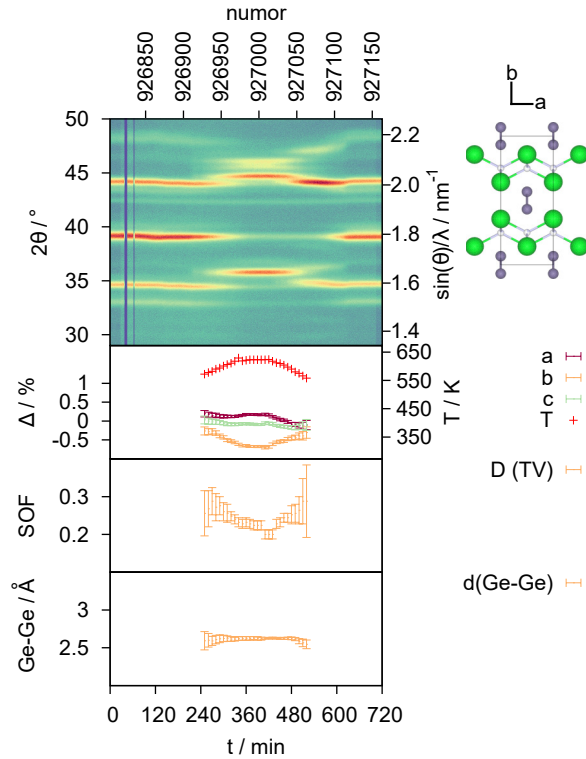 numor
926850
926900
926950
927000
927050
927100
927150
50
45
40
35
30
2θ / °
2.2
2.0
1.8
1.6
1.4
sin(θ)/λ / nm⁻¹
b
a
1
0.5
0
-0.5
Δ / %
650
550
450
350
T / K
a
b
c
T
0.3
0.2
SOF
D (TV)
3
2.5
Ge-Ge / Å
d(Ge-Ge)
0 120 240 360 480 600 720
t / min